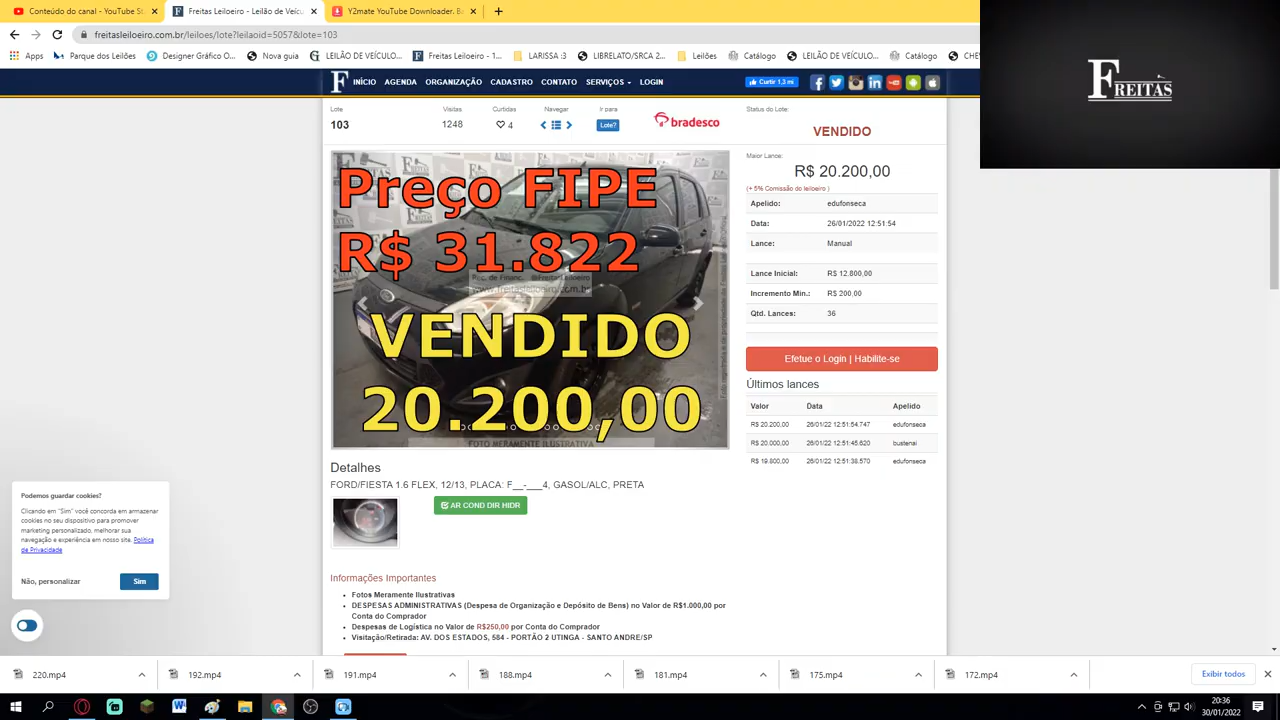 Conteúdo do canal - YouTube St
Freitas Leiloeiro - Leilão de Veícu
Y2mate YouTube Downloader. Ba
freitasleiloeiro.com.br/leiloes/lote?leilaoid=5057&lote=103
Apps
Parque dos Leilões
Designer Gráfico O...
Nova guia
LEILÃO DE VEÍCULO...
Freitas Leiloeiro - 1...
LARISSA :3
LIBRELATO/SRCA 2...
Leilões
Catálogo
LEILÃO DE VEÍCULO...
Catálogo
CHE
F
INÍCIO
AGENDA
ORGANIZAÇÃO
CADASTRO
CONTATO
SERVIÇOS
LOGIN
Curtir 1,3 mi
FREITAS
Lote
Visitas
Curtidas
Navegar
Ir para
103
1248
4
Lote?
bradesco
Status do Lote:
VENDIDO
Maior Lance:
R$ 20.200,00
(+ 5% Comissão do leiloeiro )
Apelido: edufonseca
Data: 26/01/2022 12:51:54
Lance: Manual
Lance Inicial: R$ 12.800,00
Incremento Min.: R$ 200,00
Qtd. Lances: 36
Efetue o Login | Habilite-se
Últimos lances
Valor Data Apelido
R$ 20.200,00 26/01/22 12:51:54.747 edufonseca
R$ 20.000,00 26/01/22 12:51:45.620 bustenai
R$ 19.800,00 26/01/22 12:51:38.570 edufonseca
Preço FIPE
R$ 31.822
Rec. de Financ. @Freitas Leiloeiro
www.freitasleiloeiro.com.br
VENDIDO
20.200,00
FOTO MERAMENTE ILUSTRATIVA
Detalhes
FORD/FIESTA 1.6 FLEX, 12/13, PLACA: F__-___4, GASOL/ALC, PRETA
AR COND DIR HIDR
Informações Importantes
Fotos Meramente Ilustrativas
DESPESAS ADMINISTRATIVAS (Despesa de Organização e Depósito de Bens) no Valor de R$1.000,00 por
Conta do Comprador
Despesas de Logística no Valor de R$250,00 por Conta do Comprador
Visitação/Retirada: AV. DOS ESTADOS, 584 - PORTÃO 2 UTINGA - SANTO ANDRE/SP
Podemos guardar cookies?
Clicando em "Sim" você concorda em armazenar
cookies no seu dispositivo para promover
marketing personalizado, melhorar sua
navegação e experiência em nosso site. Política
de Privacidade
Não, personalizar
Sim
220.mp4
192.mp4
191.mp4
188.mp4
181.mp4
175.mp4
172.mp4
Exibir todos
20:36
30/01/2022